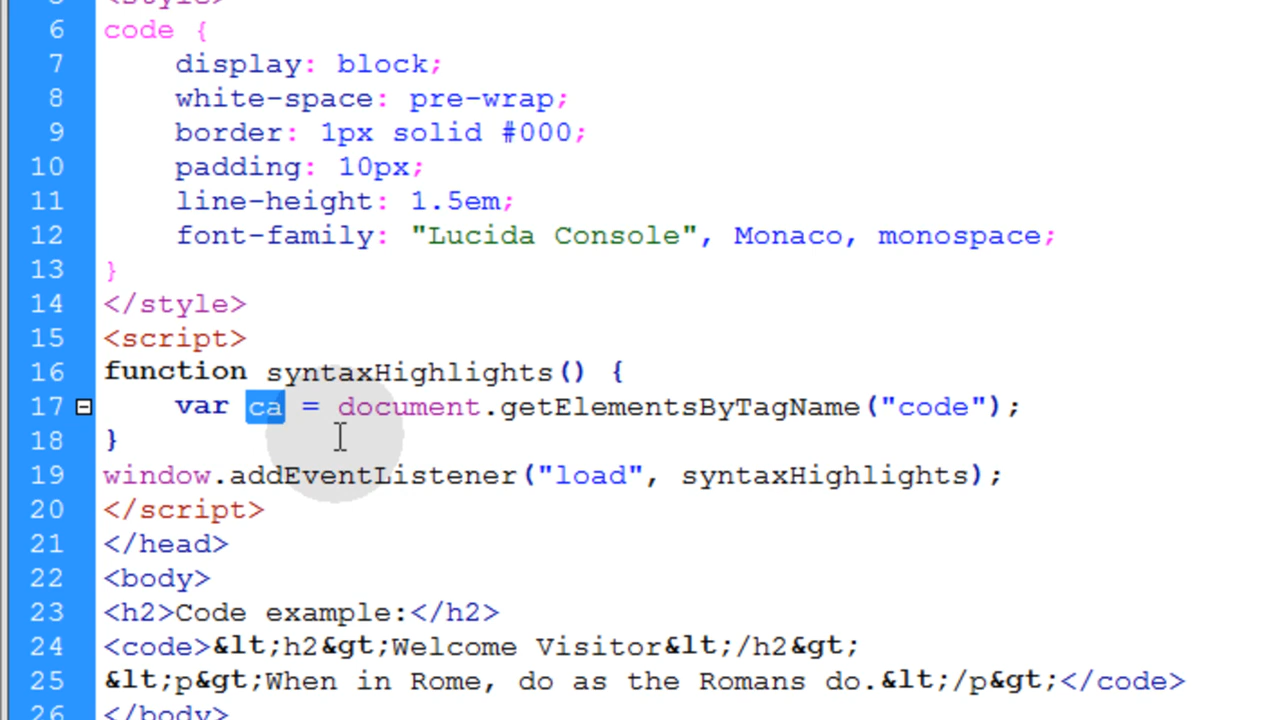 5 <style>
6 code {
7 display: block;
8 white-space: pre-wrap;
9 border: 1px solid #000;
10 padding: 10px;
11 line-height: 1.5em;
12 font-family: "Lucida Console", Monaco, monospace;
13 }
14 </style>
15 <script>
16 function syntaxHighlights() {
17 var ca = document.getElementsByTagName("code");
18 }
19 window.addEventListener("load", syntaxHighlights);
20 </script>
21 </head>
22 <body>
23 <h2>Code example:</h2>
24 <code>&lt;h2&gt;Welcome Visitor&lt;/h2&gt;
25 &lt;p&gt;When in Rome, do as the Romans do.&lt;/p&gt;</code>
26 </body>